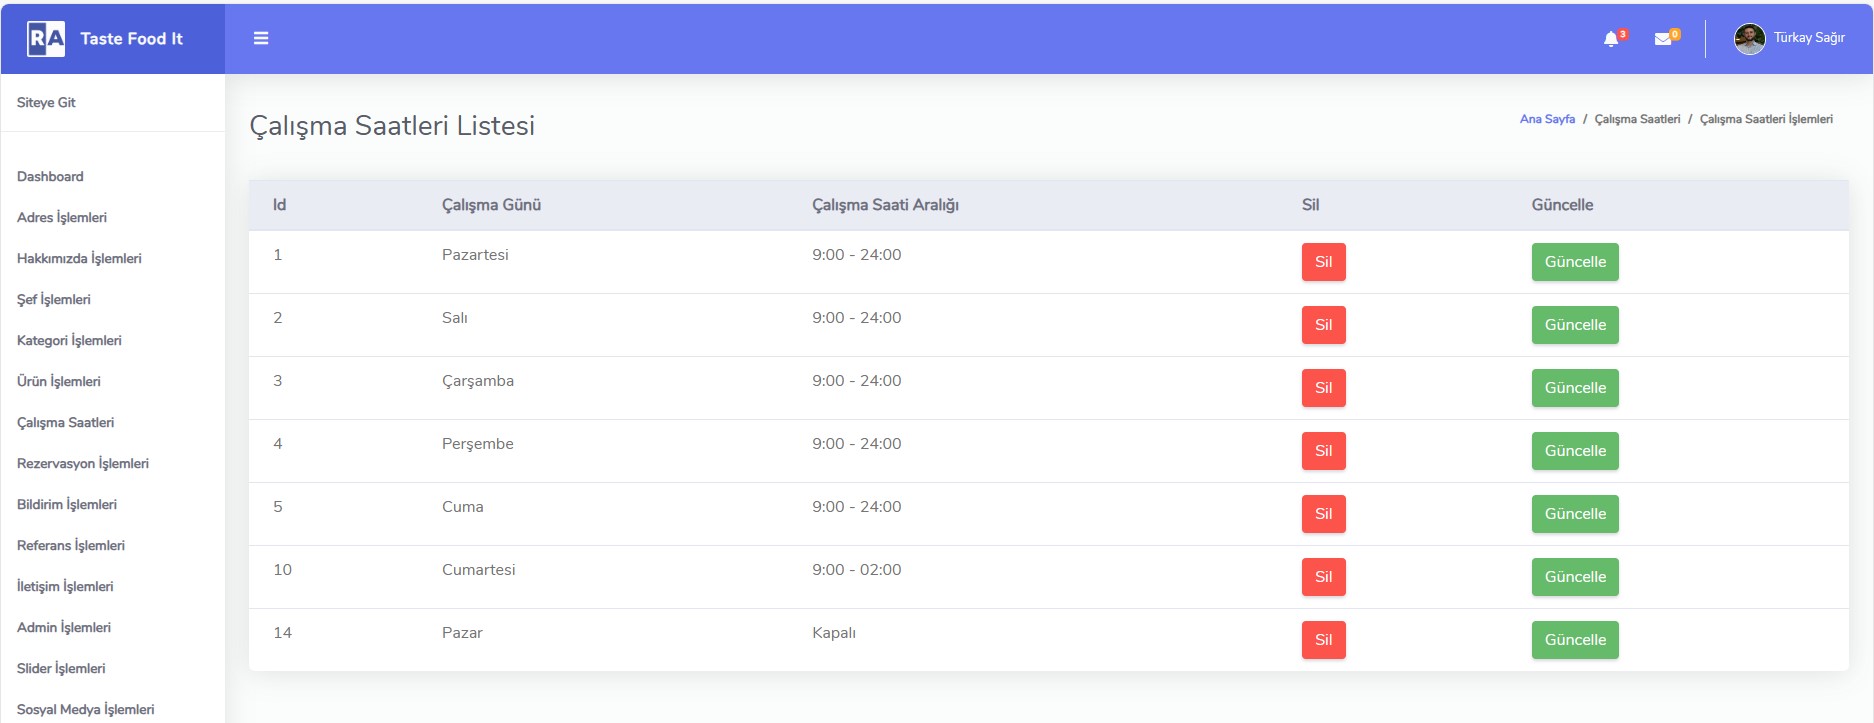 RA Taste Food It
3
0
Türkay Sağır
Siteye Git
Dashboard
Adres İşlemleri
Hakkımızda İşlemleri
Şef İşlemleri
Kategori İşlemleri
Ürün İşlemleri
Çalışma Saatleri
Rezervasyon İşlemleri
Bildirim İşlemleri
Referans İşlemleri
İletişim İşlemleri
Admin İşlemleri
Slider İşlemleri
Sosyal Medya İşlemleri
Çalışma Saatleri Listesi
Ana Sayfa / Çalışma Saatleri / Çalışma Saatleri İşlemleri
Id Çalışma Günü Çalışma Saati Aralığı Sil Güncelle
1 Pazartesi 9:00 - 24:00 Sil Güncelle
2 Salı 9:00 - 24:00 Sil Güncelle
3 Çarşamba 9:00 - 24:00 Sil Güncelle
4 Perşembe 9:00 - 24:00 Sil Güncelle
5 Cuma 9:00 - 24:00 Sil Güncelle
10 Cumartesi 9:00 - 02:00 Sil Güncelle
14 Pazar Kapalı Sil Güncelle